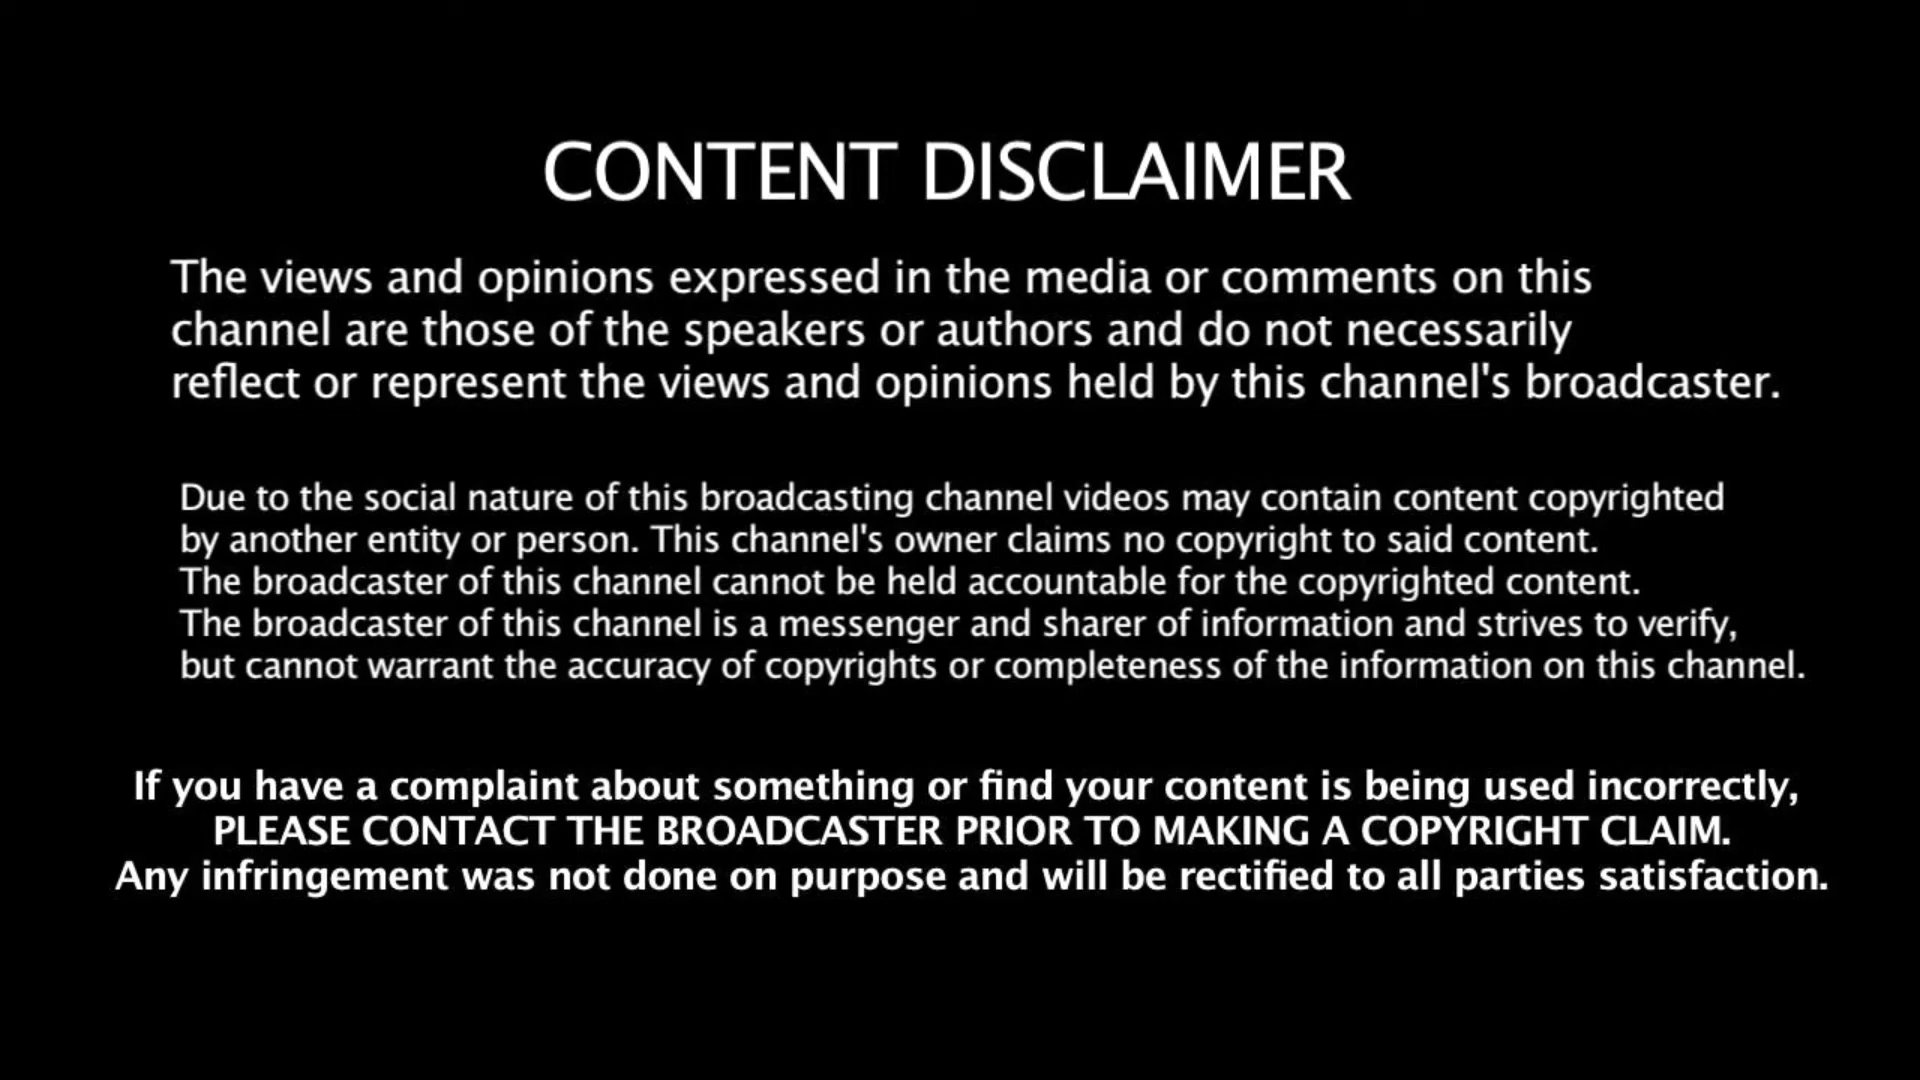 CONTENT DISCLAIMER
The views and opinions expressed in the media or comments on this
channel are those of the speakers or authors and do not necessarily
reflect or represent the views and opinions held by this channel's broadcaster.
Due to the social nature of this broadcasting channel videos may contain content copyrighted
by another entity or person. This channel's owner claims no copyright to said content.
The broadcaster of this channel cannot be held accountable for the copyrighted content.
The broadcaster of this channel is a messenger and sharer of information and strives to verify,
but cannot warrant the accuracy of copyrights or completeness of the information on this channel.
If you have a complaint about something or find your content is being used incorrectly,
PLEASE CONTACT THE BROADCASTER PRIOR TO MAKING A COPYRIGHT CLAIM.
Any infringement was not done on purpose and will be rectified to all parties satisfaction.